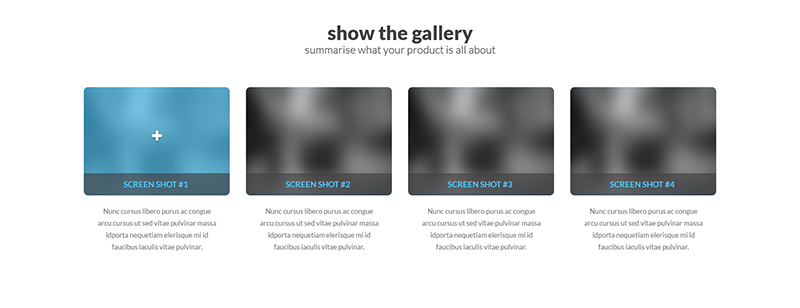 show the gallery
summarise what your product is all about
SCREEN SHOT #1
SCREEN SHOT #2
SCREEN SHOT #3
SCREEN SHOT #4
Nunc cursus libero purus ac congue
arcu cursus ut sed vitae pulvinar massa
idporta nequetiam elerisque mi id
faucibus iaculis vitae pulvinar.
Nunc cursus libero purus ac congue
arcu cursus ut sed vitae pulvinar massa
idporta nequetiam elerisque mi id
faucibus iaculis vitae pulvinar.
Nunc cursus libero purus ac congue
arcu cursus ut sed vitae pulvinar massa
idporta nequetiam elerisque mi id
faucibus iaculis vitae pulvinar.
Nunc cursus libero purus ac congue
arcu cursus ut sed vitae pulvinar massa
idporta nequetiam elerisque mi id
faucibus iaculis vitae pulvinar.